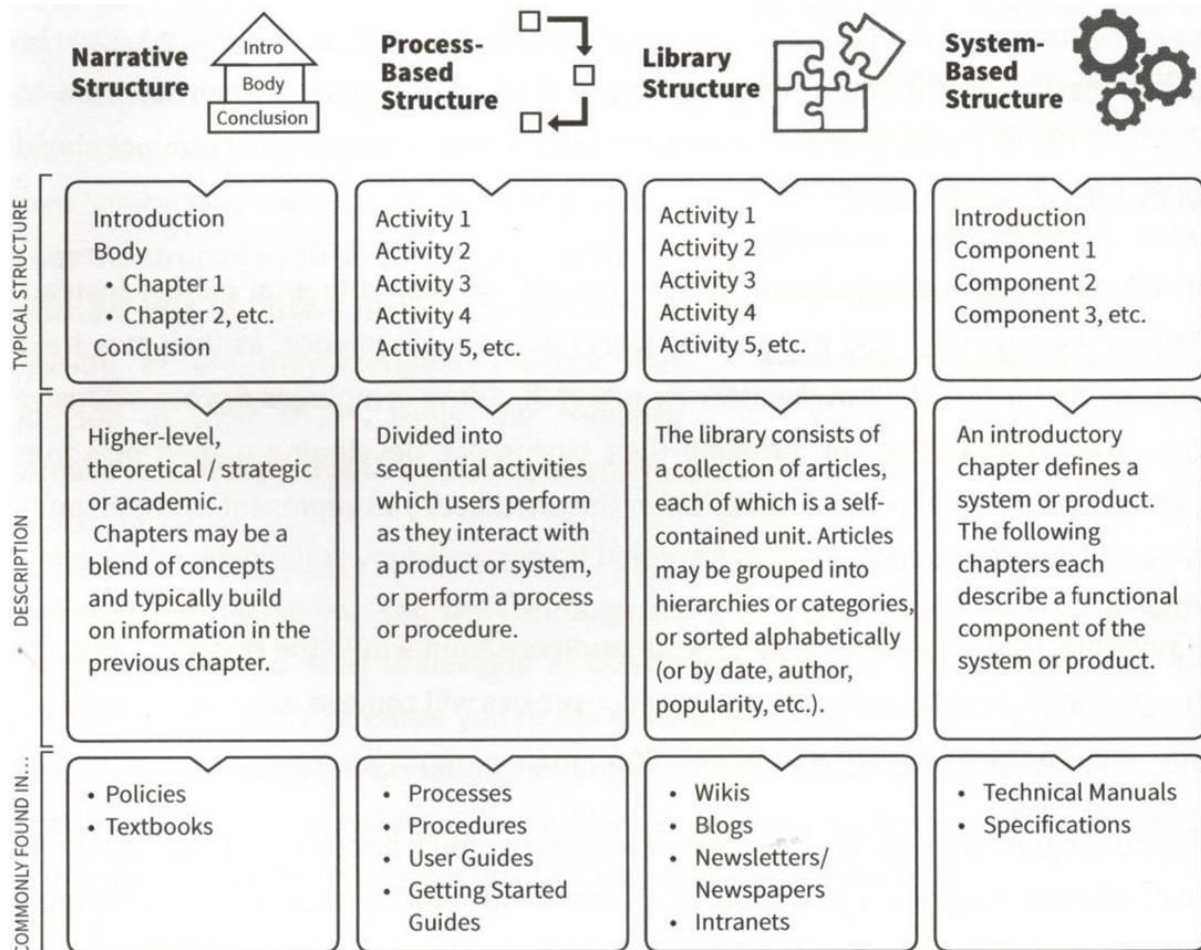 Narrative
Structure
Intro
Body
Conclusion
Process-
Based
Structure
Library
Structure
System-
Based
Structure
TYPICAL STRUCTURE
Introduction
Body
• Chapter 1
• Chapter 2, etc.
Conclusion
Activity 1
Activity 2
Activity 3
Activity 4
Activity 5, etc.
Activity 1
Activity 2
Activity 3
Activity 4
Activity 5, etc.
Introduction
Component 1
Component 2
Component 3, etc.
DESCRIPTION
Higher-level,
theoretical / strategic
or academic.
Chapters may be a
blend of concepts
and typically build
on information in the
previous chapter.
Divided into
sequential activities
which users perform
as they interact with
a product or system,
or perform a process
or procedure.
The library consists of
a collection of articles,
each of which is a self-
contained unit. Articles
may be grouped into
hierarchies or categories,
or sorted alphabetically
(or by date, author,
popularity, etc.).
An introductory
chapter defines a
system or product.
The following
chapters each
describe a functional
component of the
system or product.
COMMONLY FOUND IN...
• Policies
• Textbooks
• Processes
• Procedures
• User Guides
• Getting Started
Guides
• Wikis
• Blogs
• Newsletters/
Newspapers
• Intranets
• Technical Manuals
• Specifications